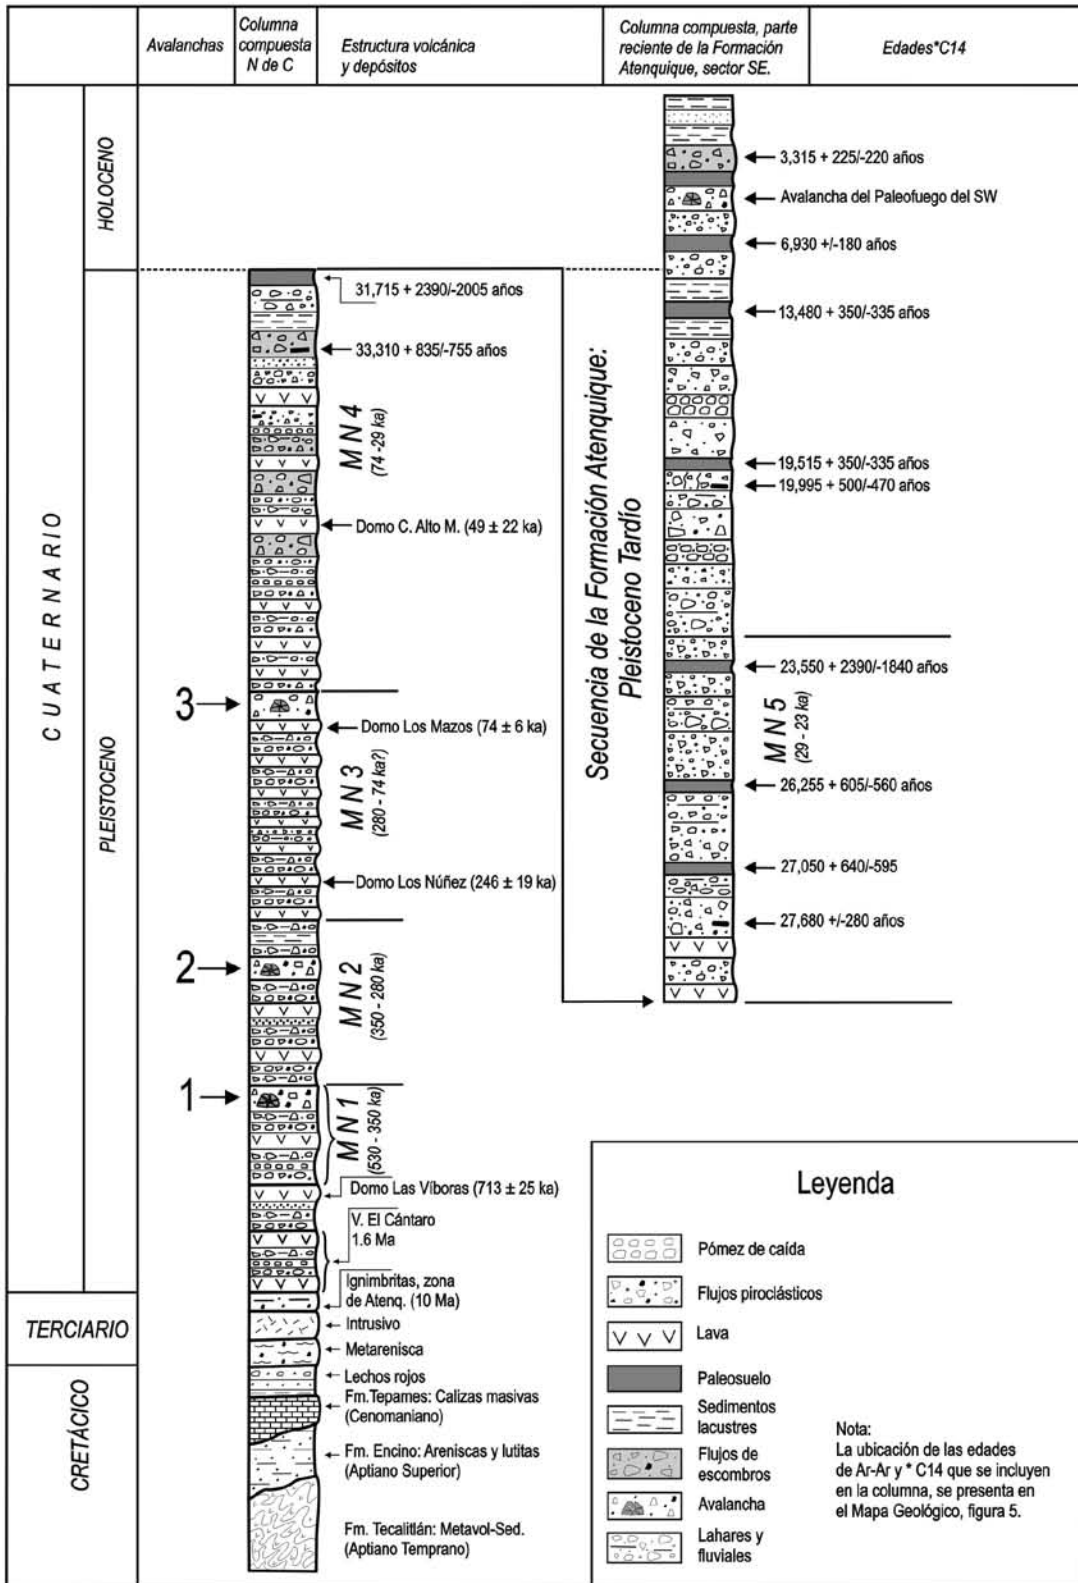 Avalanchas
Columna
compuesta
N de C
Estructura volcánica
y depósitos
Columna compuesta, parte
reciente de la Formación
Atenquique, sector SE.
Edades*C14
CUATERNARIO
HOLOCENO
PLEISTOCENO
TERCIARIO
CRETÁCICO
3
2
1
31,715 + 2390/-2005 años
33,310 + 835/-755 años
MN4
(74 -29 ka)
Domo C. Alto M. (49 ± 22 ka)
Domo Los Mazos (74 ± 6 ka)
MN3
(280 - 74 ka?)
Domo Los Núñez (246 ± 19 ka)
MN2
(350 - 280 ka)
MN1
(530 - 350 ka)
Domo Las Víboras (713 ± 25 ka)
V. El Cántaro
1.6 Ma
Ignimbritas, zona
de Atenq. (10 Ma)
Intrusivo
Metarenisca
Lechos rojos
Fm.Tepames: Calizas masivas
(Cenomaniano)
Fm. Encino: Areniscas y lutitas
(Aptiano Superior)
Fm. Tecalitlán: Metavol-Sed.
(Aptiano Temprano)
Secuencia de la Formación Atenquique:
Pleistoceno Tardío
3,315 + 225/-220 años
Avalancha del Paleofuego del SW
6,930 +/-180 años
13,480 + 350/-335 años
19,515 + 350/-335 años
19,995 + 500/-470 años
23,550 + 2390/-1840 años
MN5
(29 - 23 ka)
26,255 + 605/-560 años
27,050 + 640/-595
27,680 +/-280 años
Leyenda
Pómez de caída
Flujos piroclásticos
Lava
Paleosuelo
Sedimentos
lacustres
Flujos de
escombros
Avalancha
Lahares y
fluviales
Nota:
La ubicación de las edades
de Ar-Ar y * C14 que se incluyen
en la columna, se presenta en
el Mapa Geológico, figura 5.